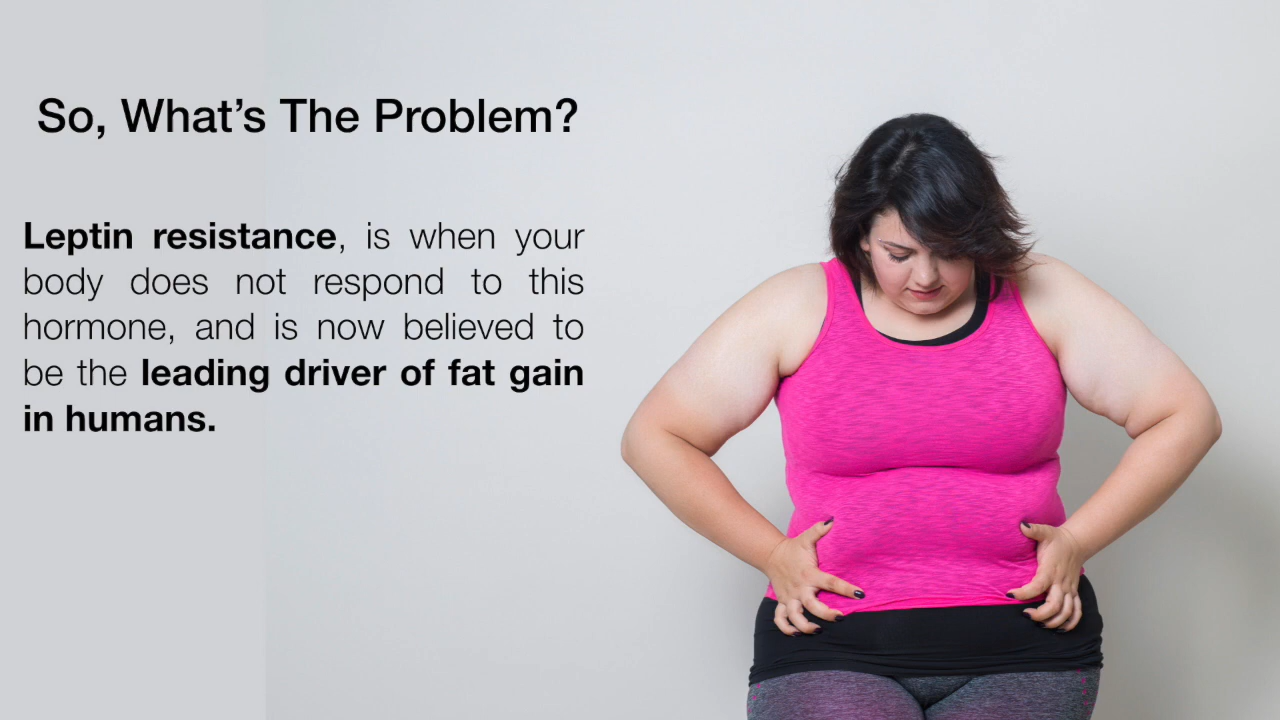 So, What’s The Problem?
Leptin resistance, is when your
body does not respond to this
hormone, and is now believed to
be the leading driver of fat gain
in humans.